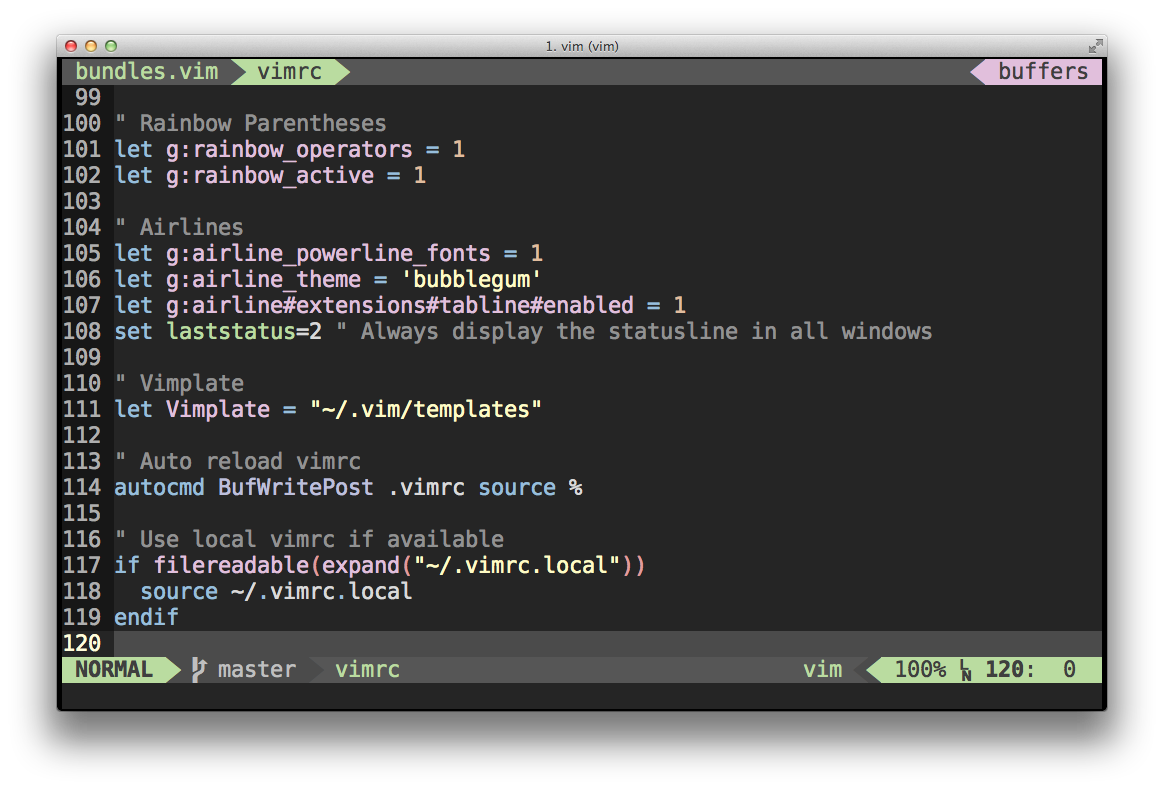 1. vim (vim)
bundles.vim vimrc buffers
99
100 " Rainbow Parentheses
101 let g:rainbow_operators = 1
102 let g:rainbow_active = 1
103
104 " Airlines
105 let g:airline_powerline_fonts = 1
106 let g:airline_theme = 'bubblegum'
107 let g:airline#extensions#tabline#enabled = 1
108 set laststatus=2 " Always display the statusline in all windows
109
110 " Vimplate
111 let Vimplate = "~/.vim/templates"
112
113 " Auto reload vimrc
114 autocmd BufWritePost .vimrc source %
115
116 " Use local vimrc if available
117 if filereadable(expand("~/.vimrc.local"))
118   source ~/.vimrc.local
119 endif
120
NORMAL master vimrc vim 100% LN 120: 0